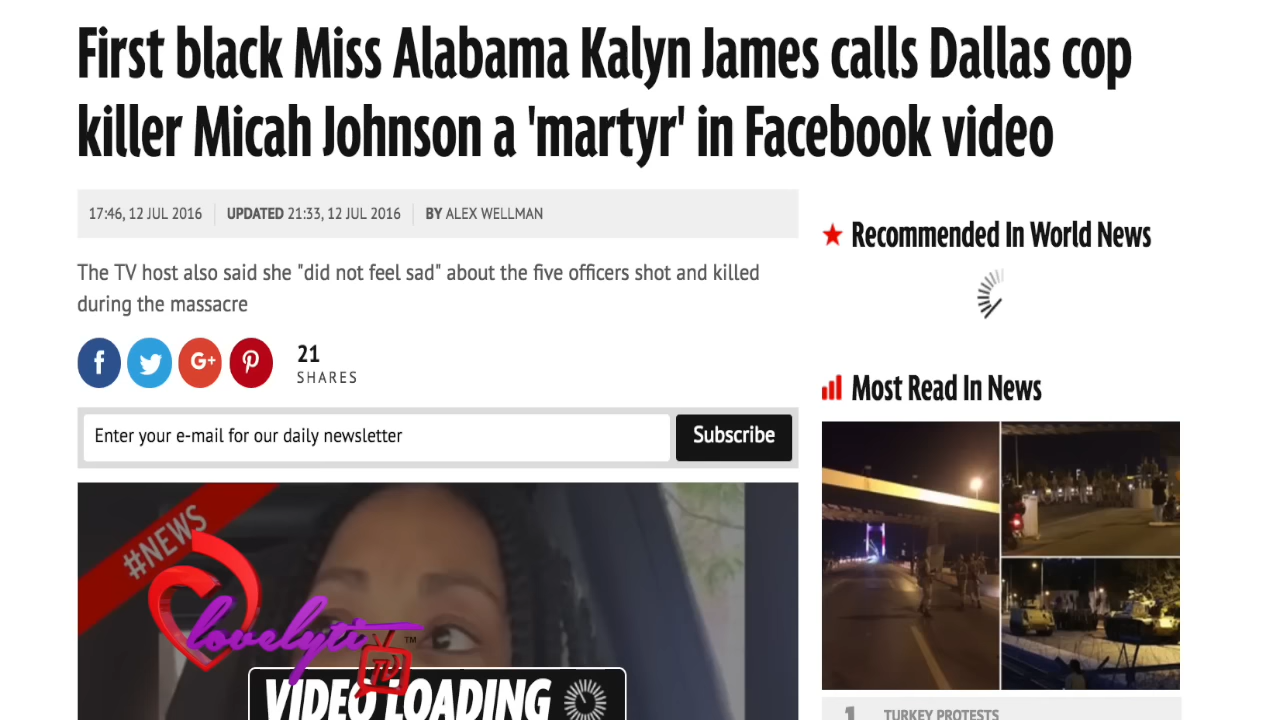 First black Miss Alabama Kalyn James calls Dallas cop
killer Micah Johnson a 'martyr' in Facebook video
17:46, 12 JUL 2016 UPDATED 21:33, 12 JUL 2016 BY ALEX WELLMAN
The TV host also said she "did not feel sad" about the five officers shot and killed
during the massacre
f G+
21
SHARES
Enter your e-mail for our daily newsletter Subscribe
#NEWS
lovelyti
TV
™
VIDEO LOADING
Recommended In World News
Most Read In News
1 TURKEY PROTESTS